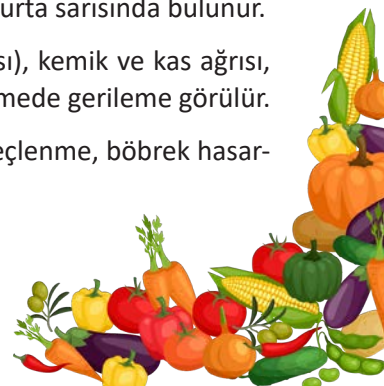 urta sarısında bulunur.
sı), kemik ve kas ağrısı,
mede gerileme görülür.
eçlenme, böbrek hasar-